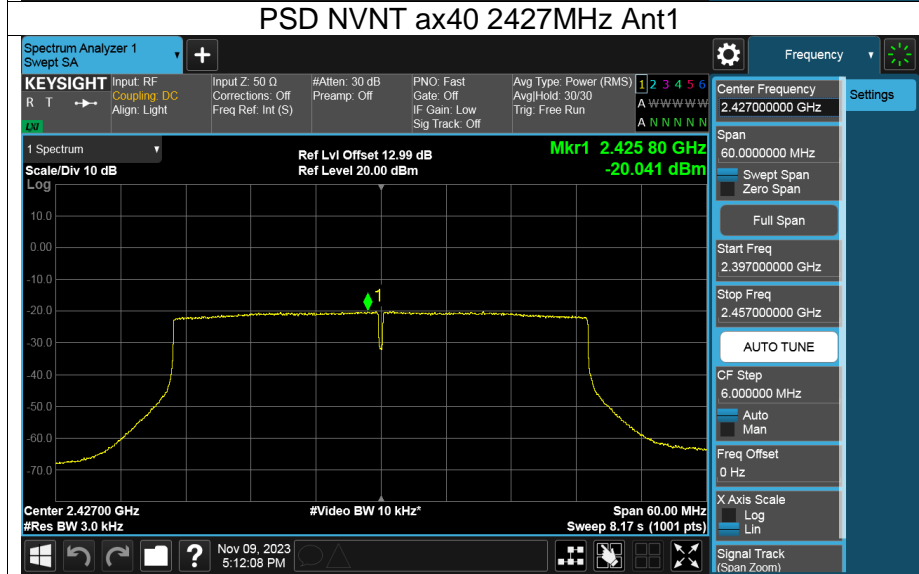 PSD NVNT ax40 2427MHz Ant1
Spectrum Analyzer 1
Swept SA
+
Frequency
KEYSIGHT
R T
LXI
Input: RF
Coupling: DC
Align: Light
Input Z: 50 Ω
Corrections: Off
Freq Ref: Int (S)
#Atten: 30 dB
Preamp: Off
PNO: Fast
Gate: Off
IF Gain: Low
Sig Track: Off
Avg Type: Power (RMS)
Avg|Hold: 30/30
Trig: Free Run
1 2 3 4 5 6
A W W W W W
A N N N N N
1 Spectrum
Scale/Div 10 dB
Log
Ref Lvl Offset 12.99 dB
Ref Level 20.00 dBm
Mkr1 2.425 80 GHz
-20.041 dBm
10.0
0.00
-10.0
-20.0
-30.0
-40.0
-50.0
-60.0
-70.0
1
Center 2.42700 GHz
#Res BW 3.0 kHz
#Video BW 10 kHz*
Span 60.00 MHz
Sweep 8.17 s (1001 pts)
?
Nov 09, 2023
5:12:08 PM
Center Frequency
2.427000000 GHz
Settings
Span
60.0000000 MHz
Swept Span
Zero Span
Full Span
Start Freq
2.397000000 GHz
Stop Freq
2.457000000 GHz
AUTO TUNE
CF Step
6.000000 MHz
Auto
Man
Freq Offset
0 Hz
X Axis Scale
Log
Lin
Signal Track
(Span Zoom)